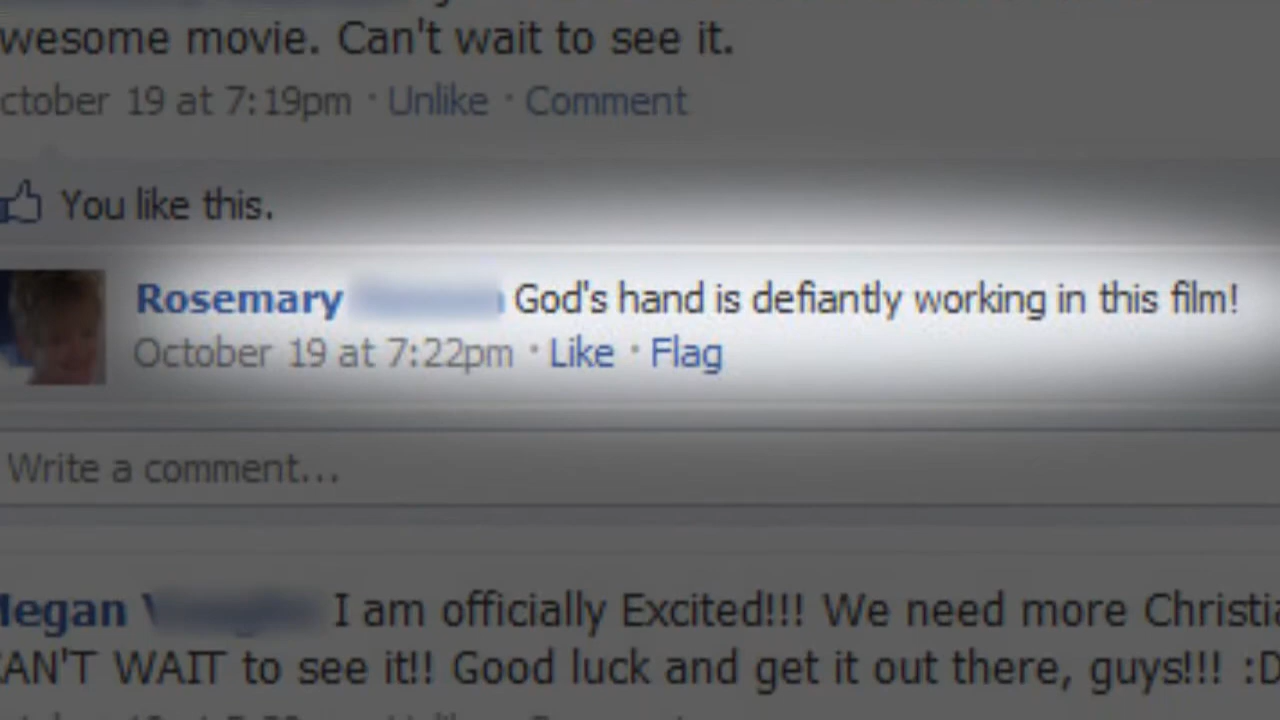 wesome movie. Can't wait to see it.
ctober 19 at 7:19pm · Unlike · Comment
You like this.
Rosemary God's hand is defiantly working in this film!
October 19 at 7:22pm · Like · Flag
Write a comment...
Megan I am officially Excited!!! We need more Christia
CAN'T WAIT to see it!! Good luck and get it out there, guys!!! :D